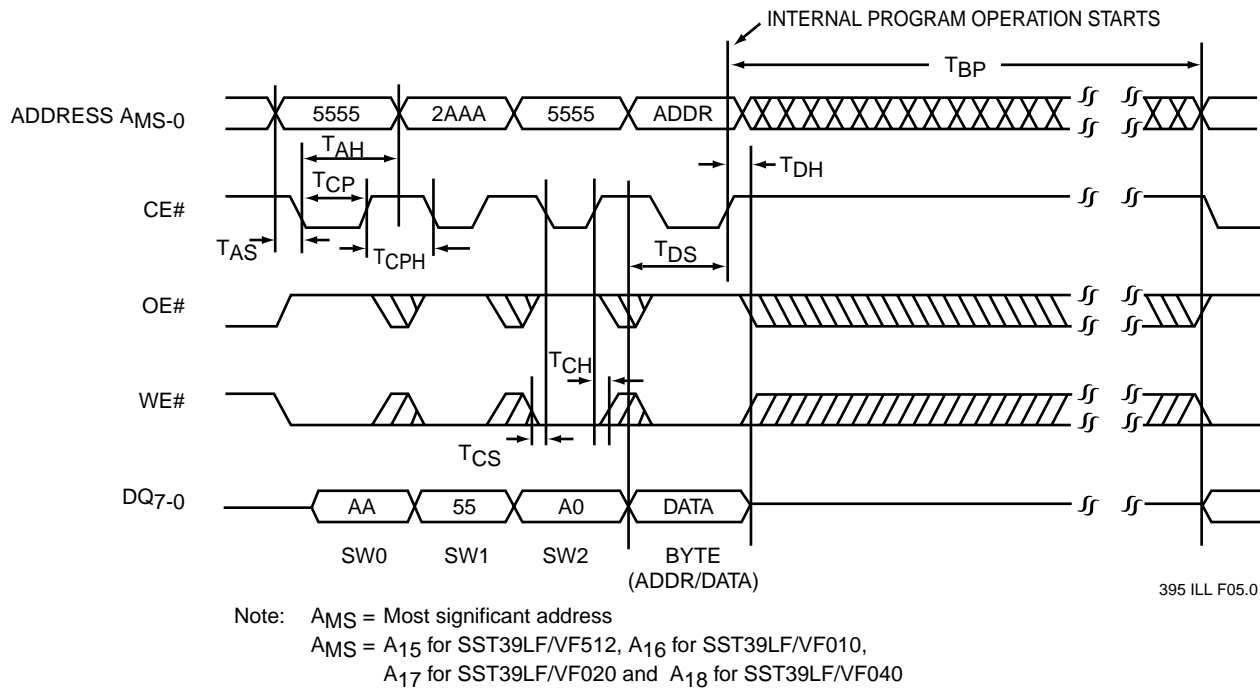 INTERNAL PROGRAM OPERATION STARTS
TBP
ADDRESS AMS-0
5555
2AAA
5555
ADDR
TAH
TDH
TCP
CE#
TAS
TCPH
TDS
OE#
TCH
WE#
TCS
DQ7-0
AA
55
A0
DATA
SW0
SW1
SW2
BYTE
(ADDR/DATA)
395 ILL F05.0
Note: AMS = Most significant address
AMS = A15 for SST39LF/VF512, A16 for SST39LF/VF010,
A17 for SST39LF/VF020 and A18 for SST39LF/VF040